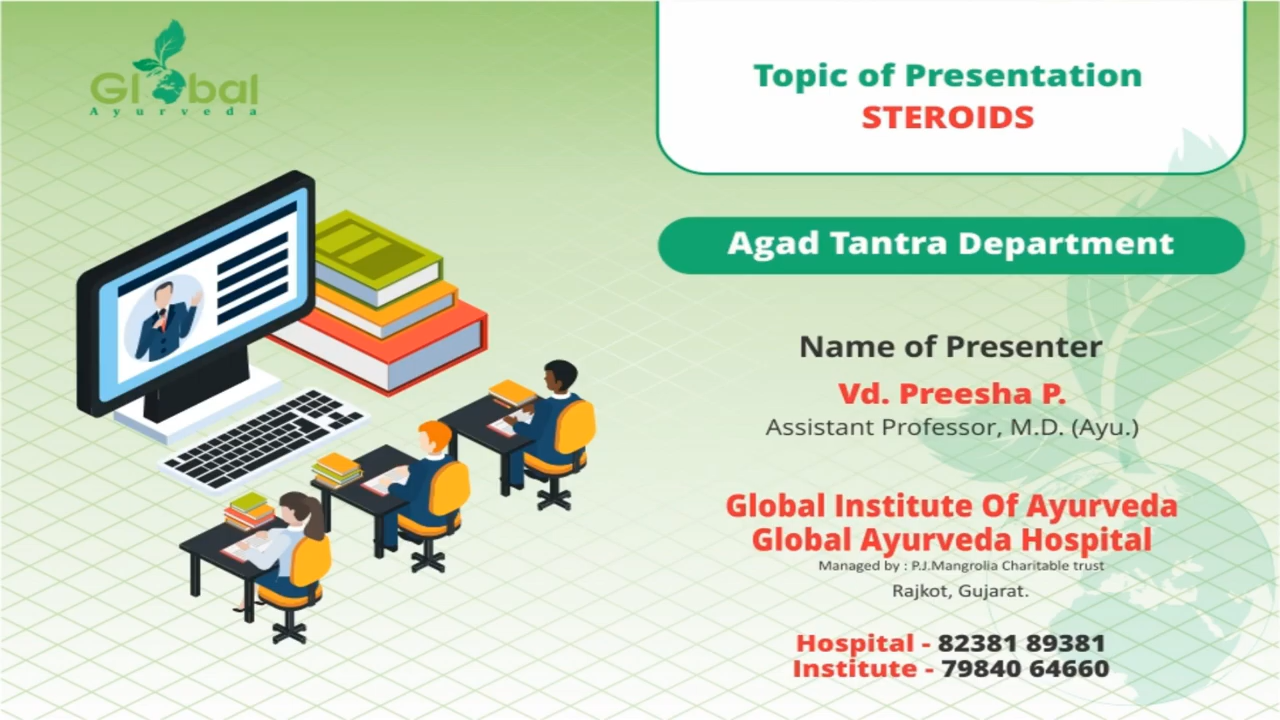 Global
Ayurveda
Topic of Presentation
STEROIDS
Agad Tantra Department
Name of Presenter
Vd. Preesha P.
Assistant Professor, M.D. (Ayu.)
Global Institute Of Ayurveda
Global Ayurveda Hospital
Managed by : P.J.Mangrolia Charitable trust
Rajkot, Gujarat.
Hospital - 82381 89381
Institute - 79840 64660